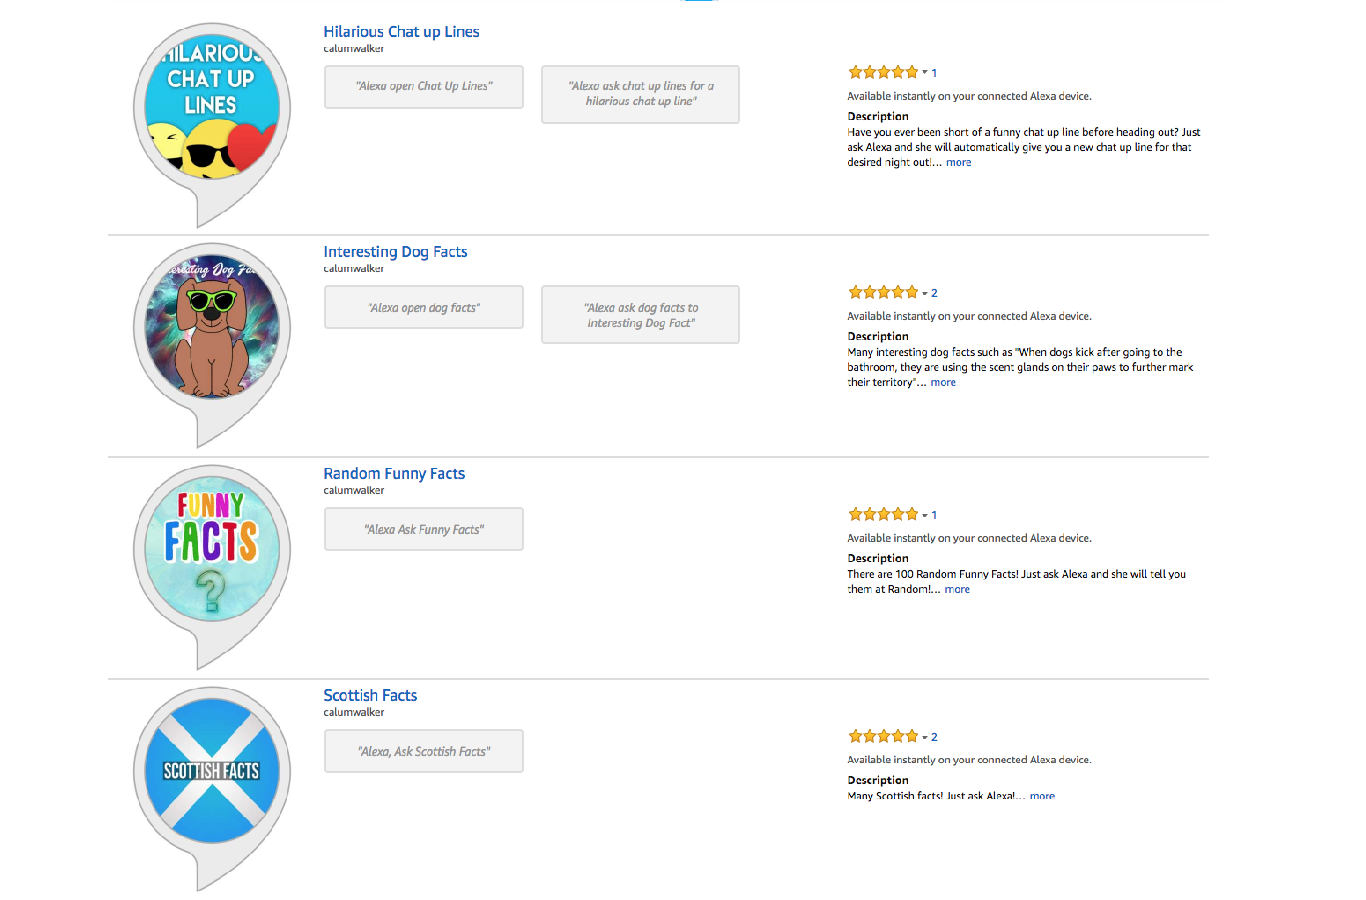 HILARIOUS
CHAT UP
LINES
Hilarious Chat up Lines
calumwalker
"Alexa open Chat Up Lines"
"Alexa ask chat up lines for a
hilarious chat up line"
1
Available instantly on your connected Alexa device.
Description
Have you ever been short of a funny chat up line before heading out? Just
ask Alexa and she will automatically give you a new chat up line for that
desired night out!... more
eresting Dog Fac
Interesting Dog Facts
calumwalker
"Alexa open dog facts"
"Alexa ask dog facts to
Interesting Dog Fact"
2
Available instantly on your connected Alexa device.
Description
Many interesting dog facts such as "When dogs kick after going to the
bathroom, they are using the scent glands on their paws to further mark
their territory"... more
FUNNY
FACTS
?
Random Funny Facts
calumwalker
"Alexa Ask Funny Facts"
1
Available instantly on your connected Alexa device.
Description
There are 100 Random Funny Facts! Just ask Alexa and she will tell you
them at Random!... more
SCOTTISH FACTS
Scottish Facts
calumwalker
"Alexa, Ask Scottish Facts"
2
Available instantly on your connected Alexa device.
Description
Many Scottish facts! Just ask Alexa!... more